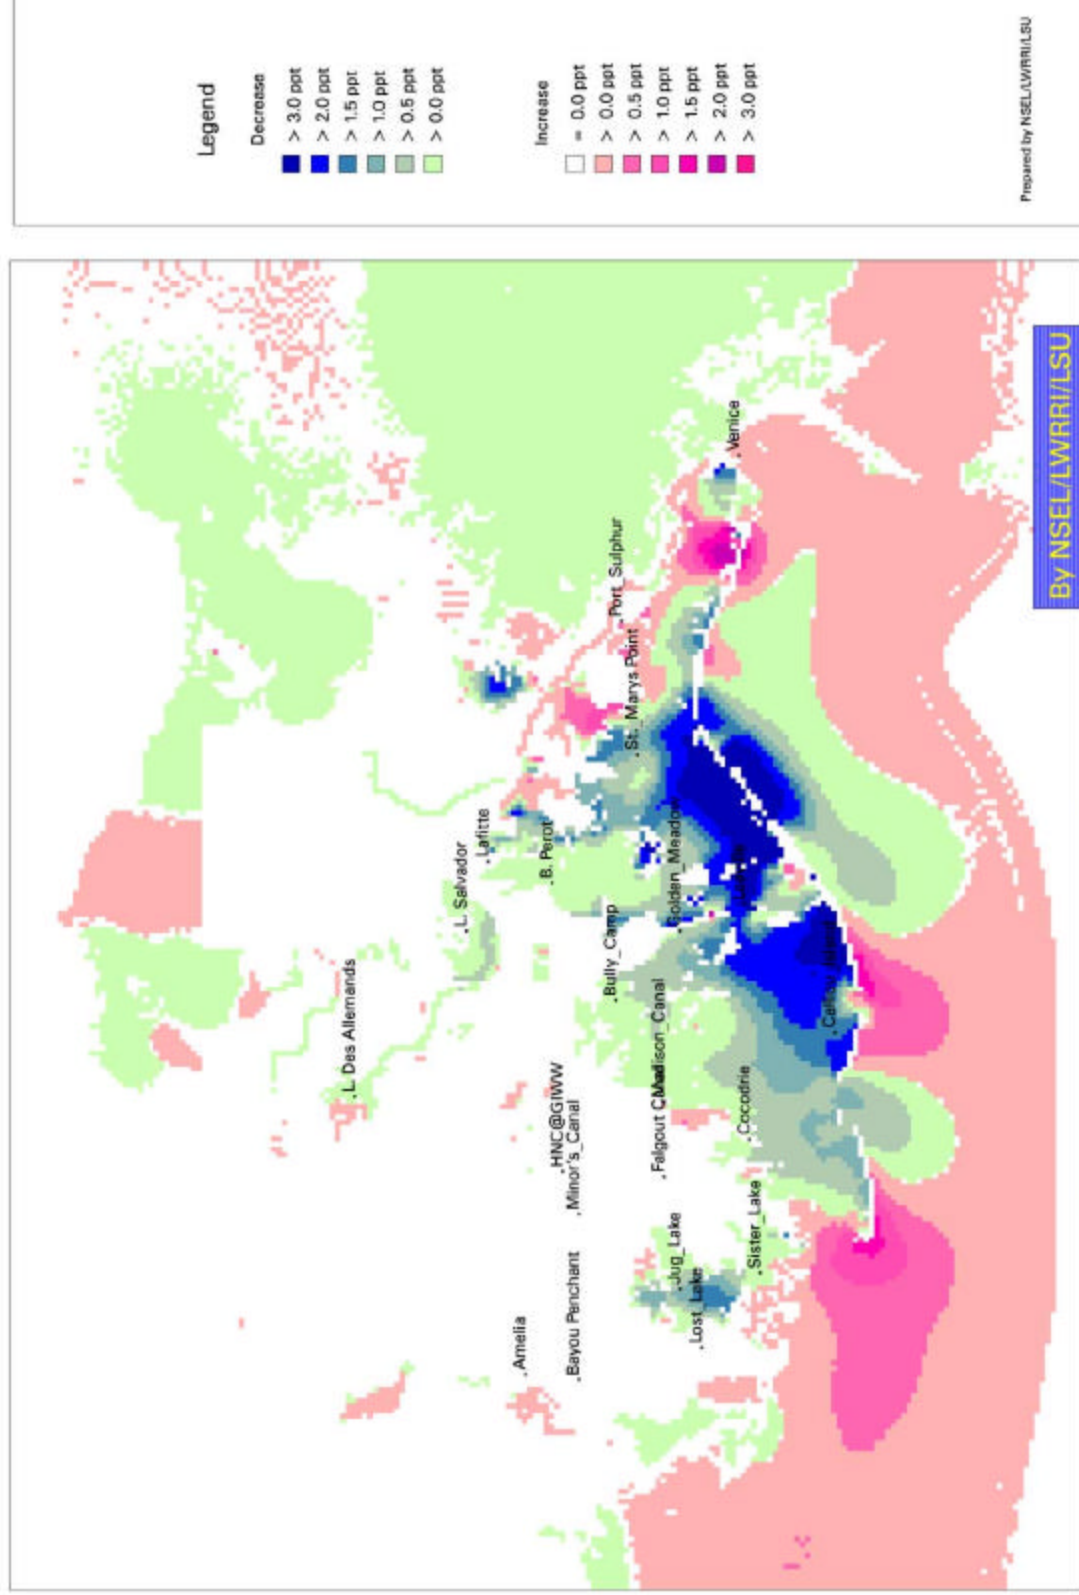 Legend
Decrease
> 3.0 ppt
> 2.0 ppt
> 1.5 ppt
> 1.0 ppt
> 0.5 ppt
> 0.0 ppt
Increase
= 0.0 ppt
> 0.0 ppt
> 0.5 ppt
> 1.0 ppt
> 1.5 ppt
> 2.0 ppt
> 3.0 ppt
Prepared by NSEL/LWRRI/LSU
L. Des Allemands
L. Salvador
Lafitte
Amelia
B. Perot
HNC@GIWW
Minor's_Canal
Bayou Penchant
Bully_Camp
Port_Sulphur
St._Marys Point
Falgout
Madison_Canal
Golden_Meadow
Jug_Lake
Lost_Lake
Venice
Cocodrie
Sister_Lake
By NSEL/LWRRI/LSU